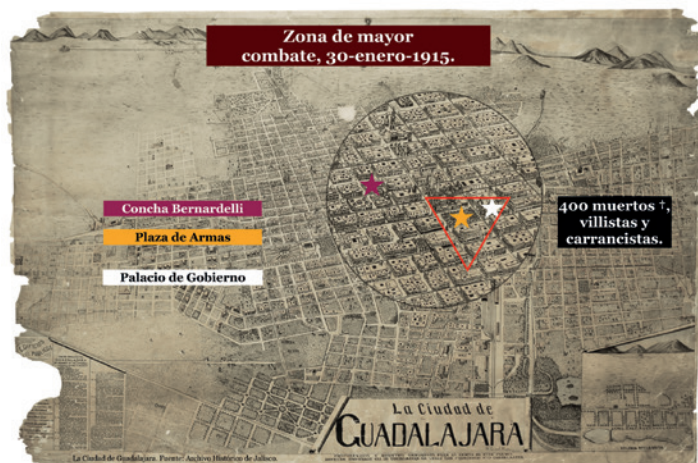 Zona de mayor
combate, 30-enero-1915.
Concha Bernardelli
Plaza de Armas
Palacio de Gobierno
400 muertos †,
villistas y
carrancistas.
La Ciudad de
GUADALAJARA
La Ciudad de Guadalajara. Fuente: Archivo Histórico de Jalisco.